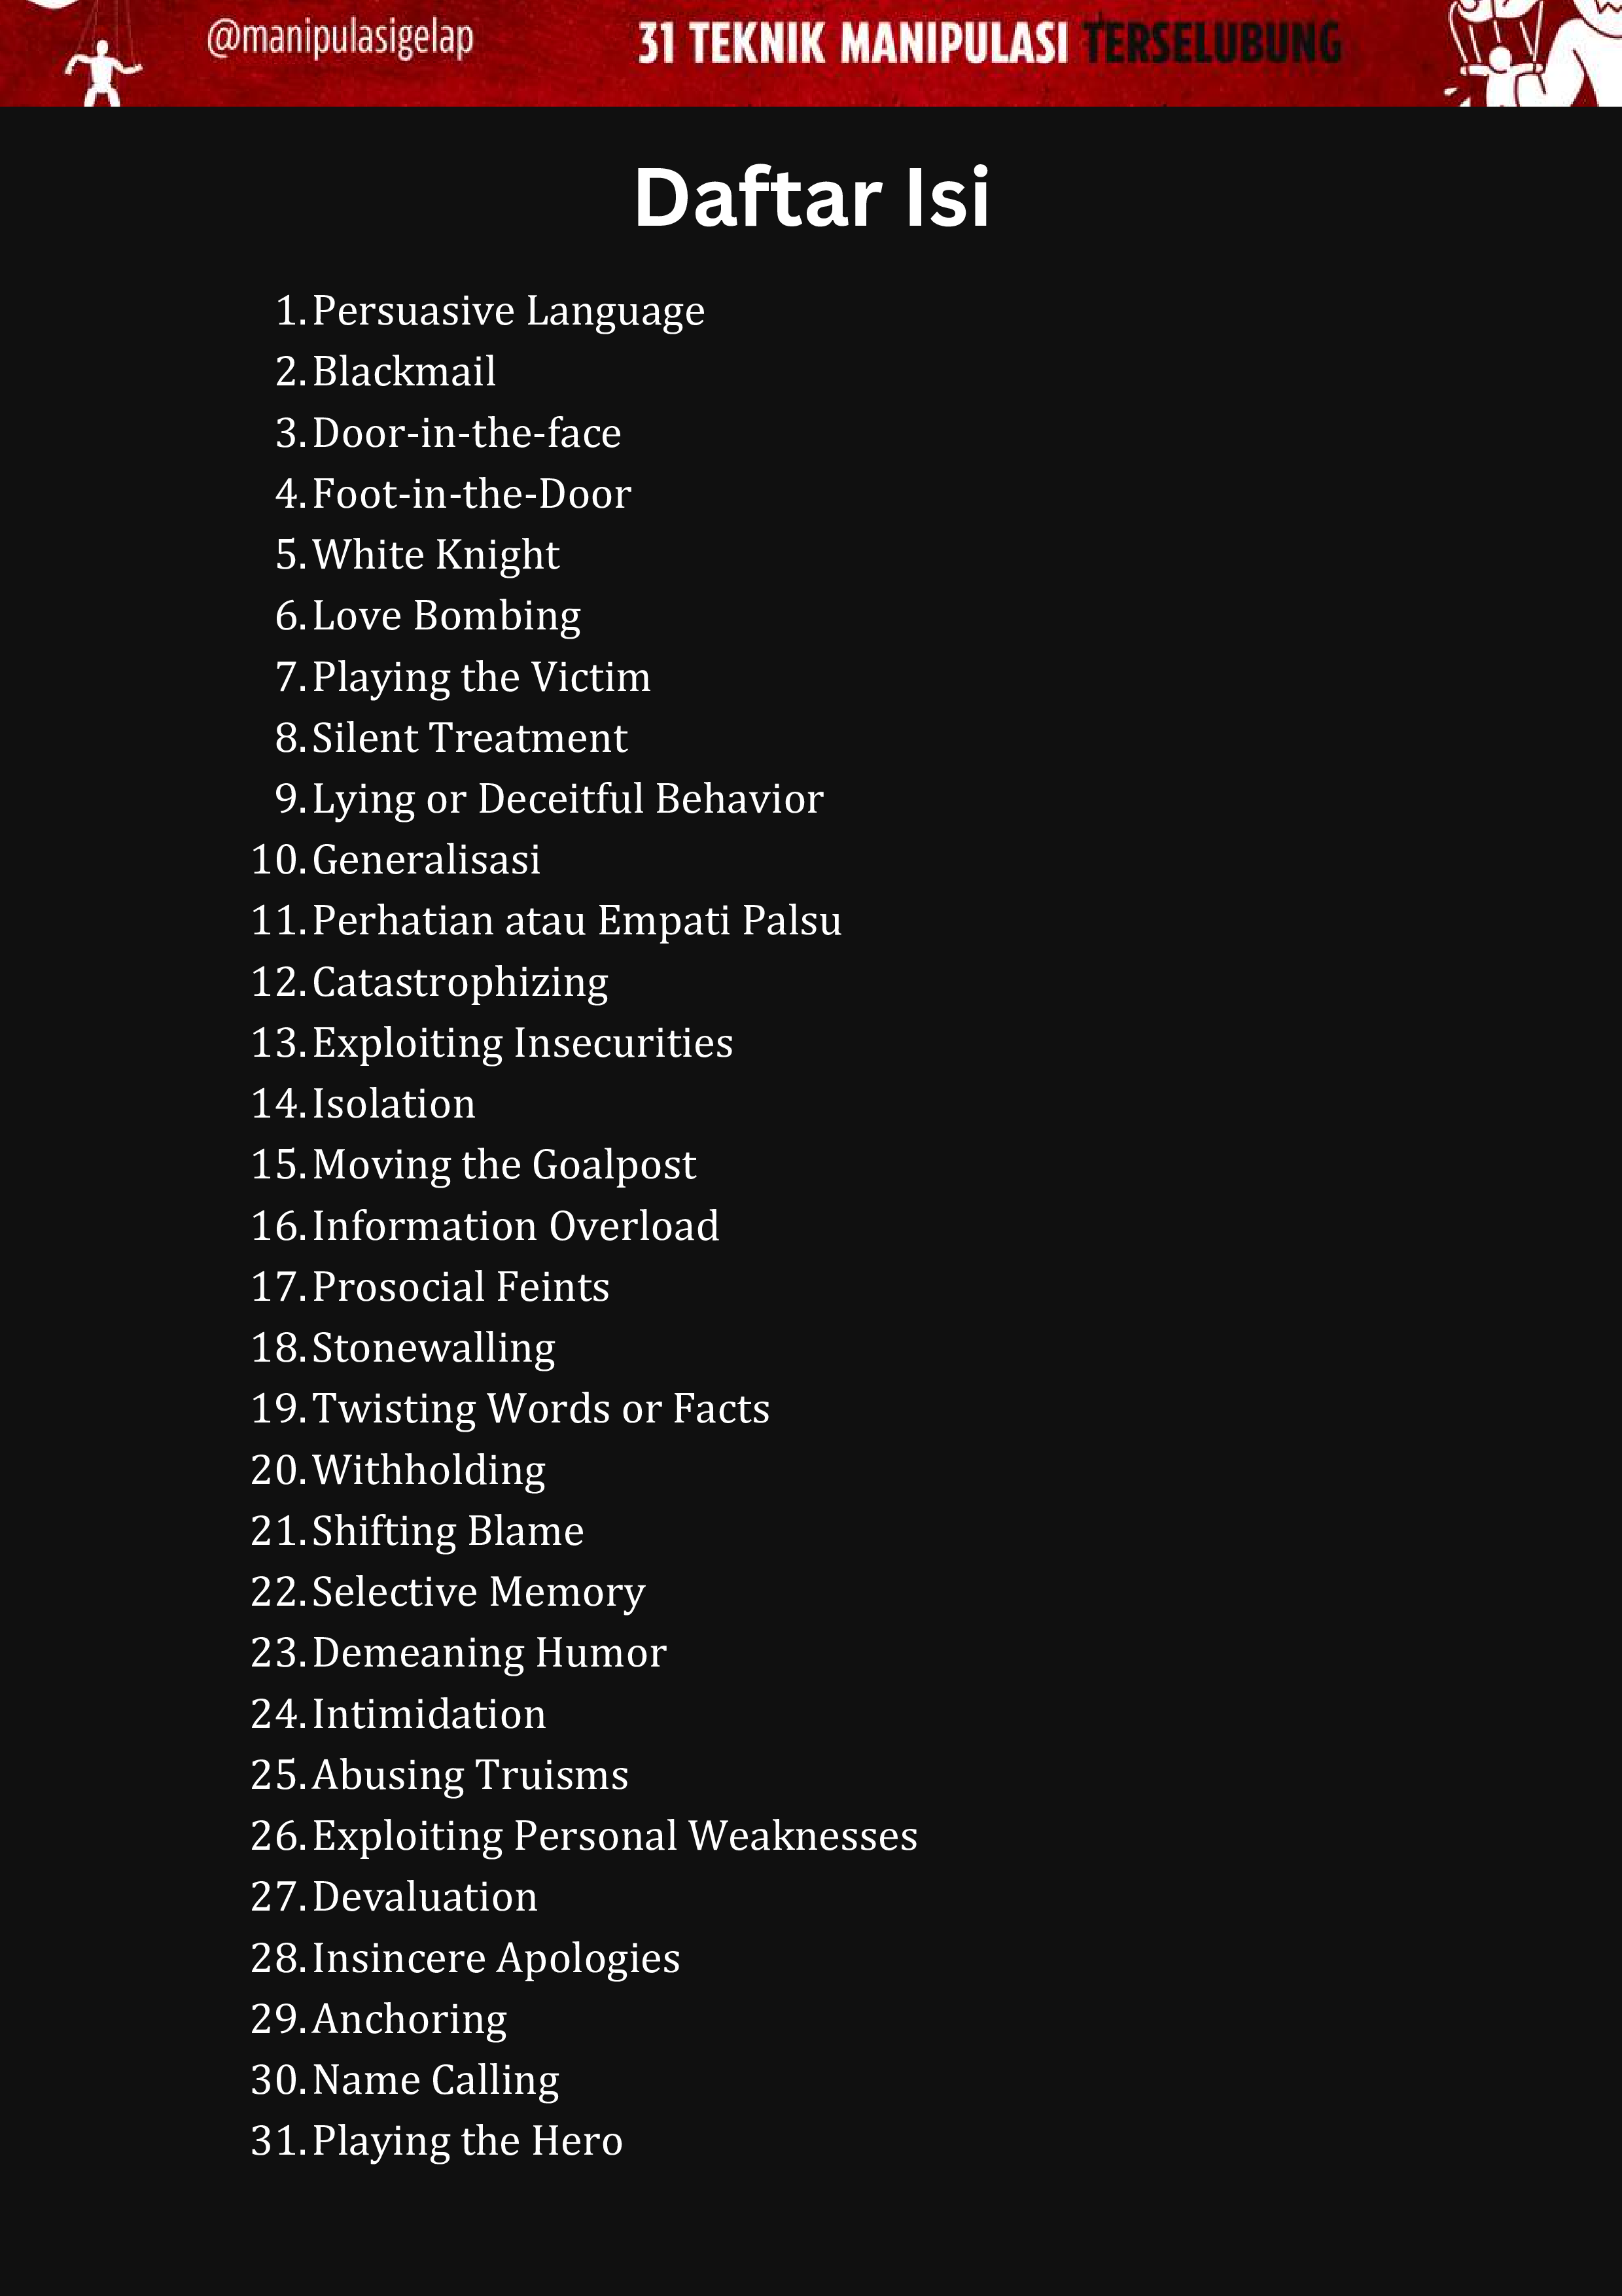 @manipulasigelap
31 TEKNIK MANIPULASI TERSELUBUNG
Daftar Isi
1. Persuasive Language
2. Blackmail
3. Door-in-the-face
4. Foot-in-the-Door
5. White Knight
6. Love Bombing
7. Playing the Victim
8. Silent Treatment
9. Lying or Deceitful Behavior
10. Generalisasi
11. Perhatian atau Empati Palsu
12. Catastrophizing
13. Exploiting Insecurities
14. Isolation
15. Moving the Goalpost
16. Information Overload
17. Prosocial Feints
18. Stonewalling
19. Twisting Words or Facts
20. Withholding
21. Shifting Blame
22. Selective Memory
23. Demeaning Humor
24. Intimidation
25. Abusing Truisms
26. Exploiting Personal Weaknesses
27. Devaluation
28. Insincere Apologies
29. Anchoring
30. Name Calling
31. Playing the Hero